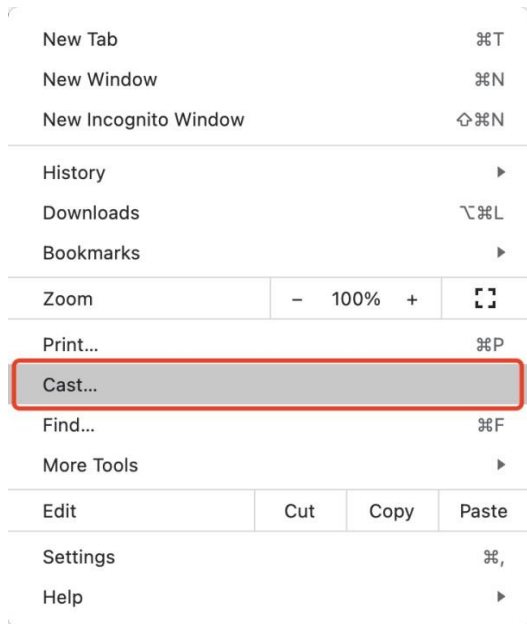 New Tab ⌘T
New Window ⌘N
New Incognito Window ⇧⌘N
History
Downloads ⌥⌘L
Bookmarks
Zoom − 100% +
Print... ⌘P
Cast...
Find... ⌘F
More Tools
Edit Cut Copy Paste
Settings ⌘,
Help